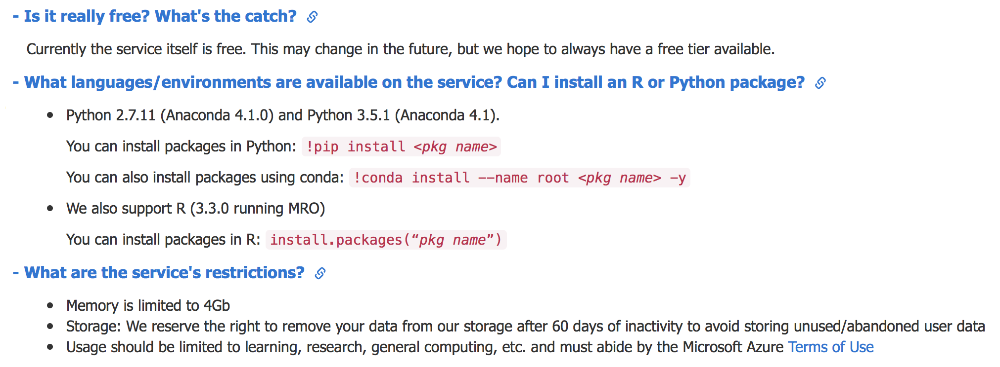 - Is it really free? What's the catch?
Currently the service itself is free. This may change in the future, but we hope to always have a free tier available.
- What languages/environments are available on the service? Can I install an R or Python package?
• Python 2.7.11 (Anaconda 4.1.0) and Python 3.5.1 (Anaconda 4.1).
You can install packages in Python: !pip install <pkg name>
You can also install packages using conda: !conda install --name root <pkg name> -y
• We also support R (3.3.0 running MRO)
You can install packages in R: install.packages(“pkg name”)
- What are the service's restrictions?
• Memory is limited to 4Gb
• Storage: We reserve the right to remove your data from our storage after 60 days of inactivity to avoid storing unused/abandoned user data
• Usage should be limited to learning, research, general computing, etc. and must abide by the Microsoft Azure Terms of Use